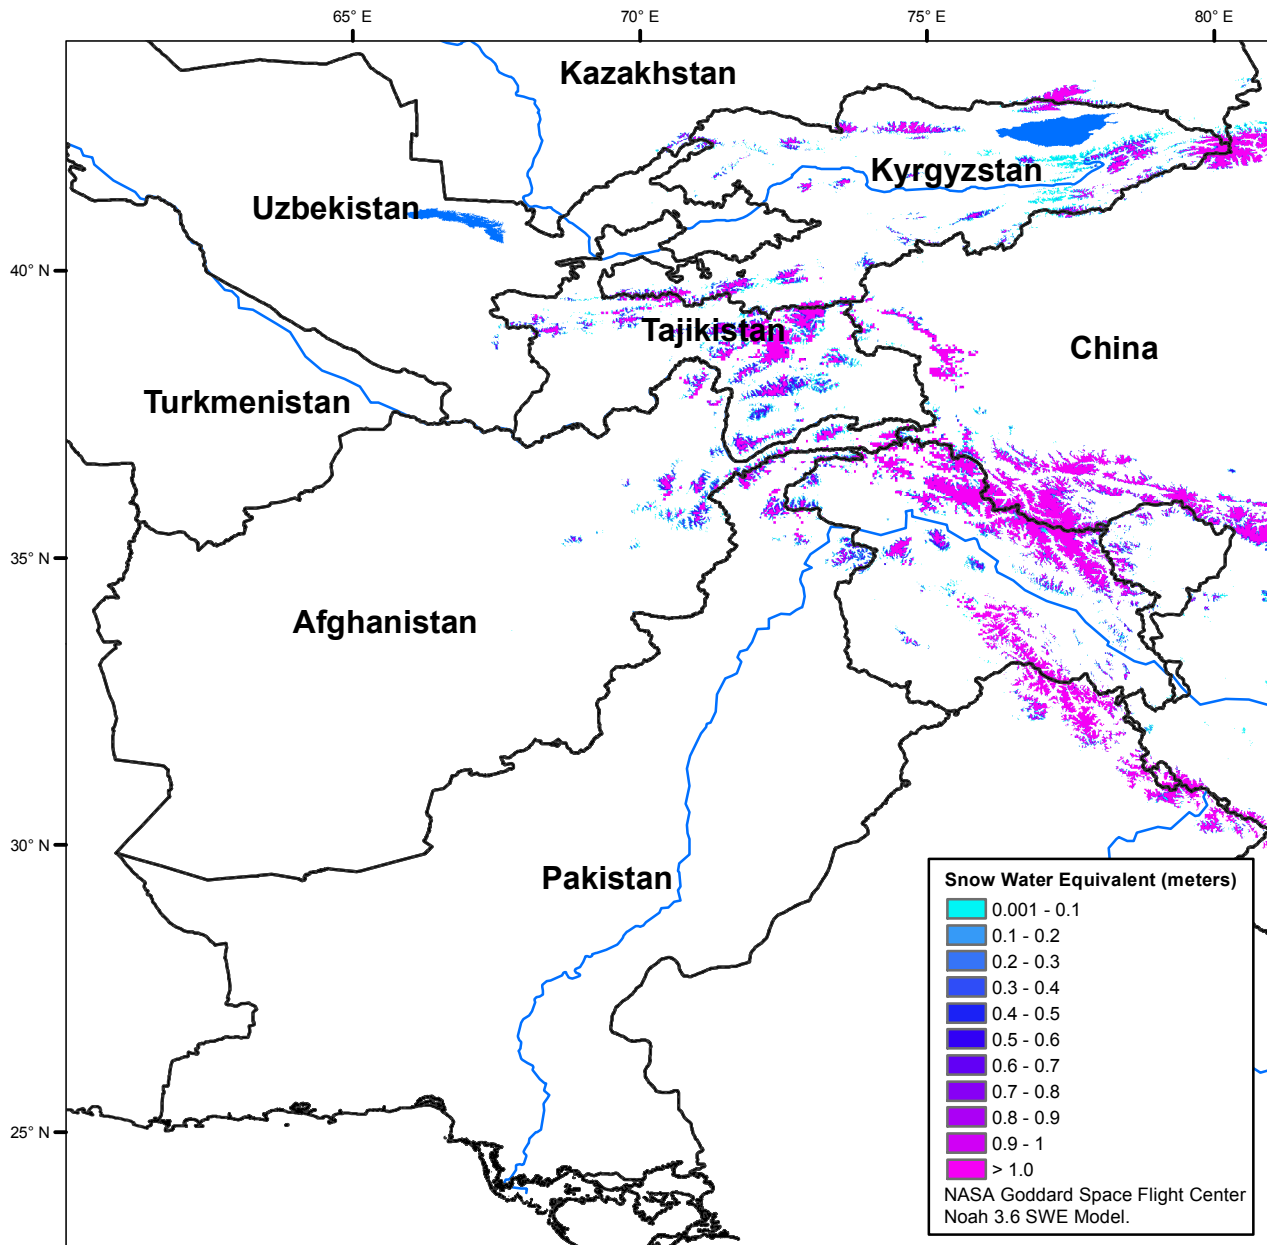 65° E
70° E
75° E
80° E
Kazakhstan
Kyrgyzstan
Uzbekistan
40° N
Tajikistan
China
Turkmenistan
35° N
Afghanistan
30° N
Pakistan
25° N
Snow Water Equivalent (meters)
0.001 - 0.1
0.1 - 0.2
0.2 - 0.3
0.3 - 0.4
0.4 - 0.5
0.5 - 0.6
0.6 - 0.7
0.7 - 0.8
0.8 - 0.9
0.9 - 1
> 1.0
NASA Goddard Space Flight Center
Noah 3.6 SWE Model.